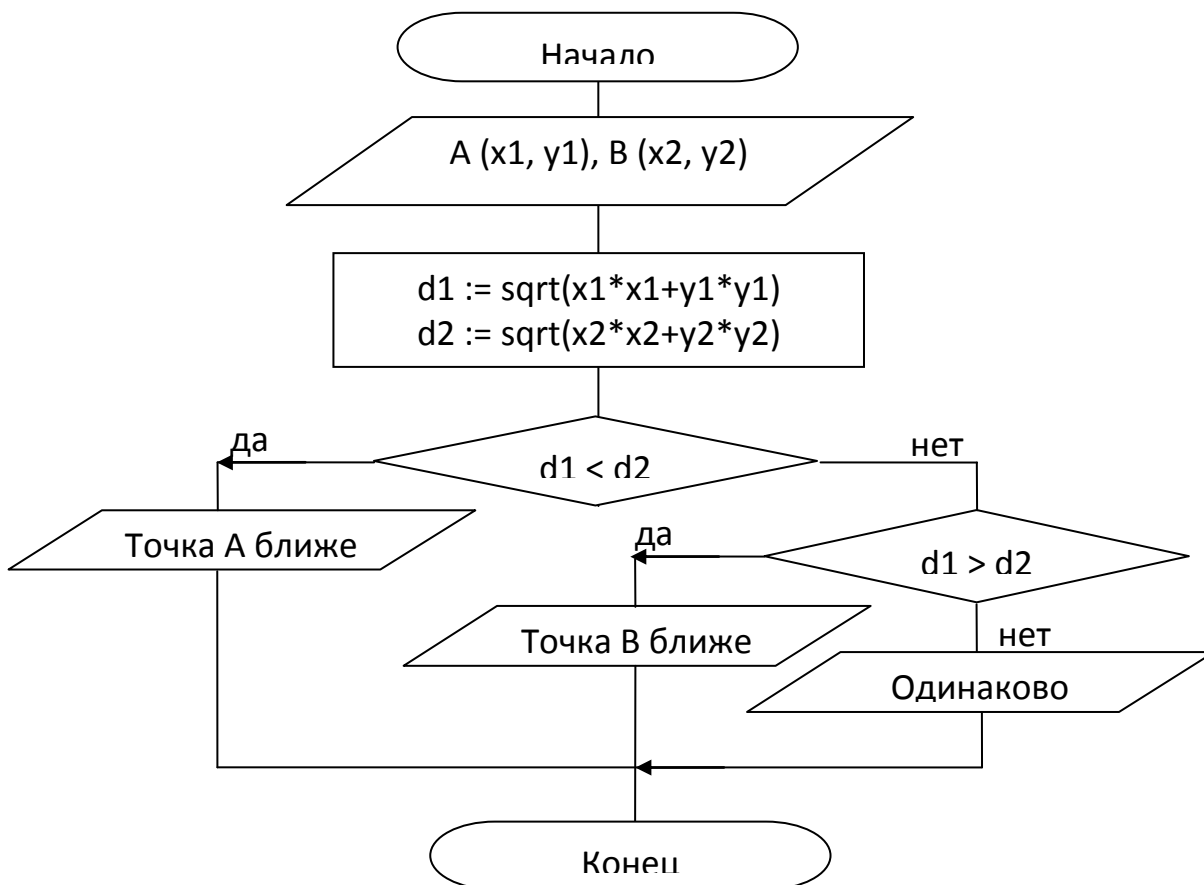 Начало
A (x1, y1), B (x2, y2)
d1 := sqrt(x1*x1+y1*y1)
d2 := sqrt(x2*x2+y2*y2)
да
d1 < d2
нет
Точка A ближе
да
d1 > d2
Точка B ближе
нет
Одинаково
Конец